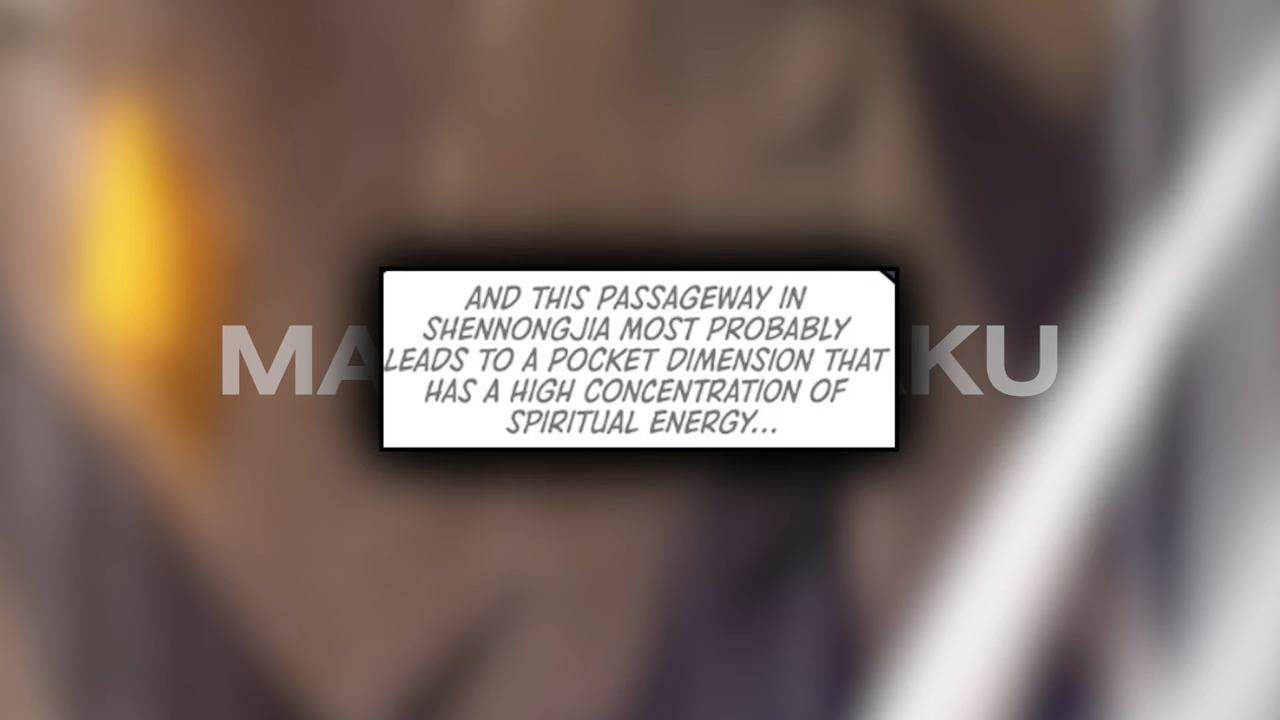 AND THIS PASSAGEWAY IN
SHENNONGJIA MOST PROBABLY
LEADS TO A POCKET DIMENSION THAT
HAS A HIGH CONCENTRATION OF
SPIRITUAL ENERGY...